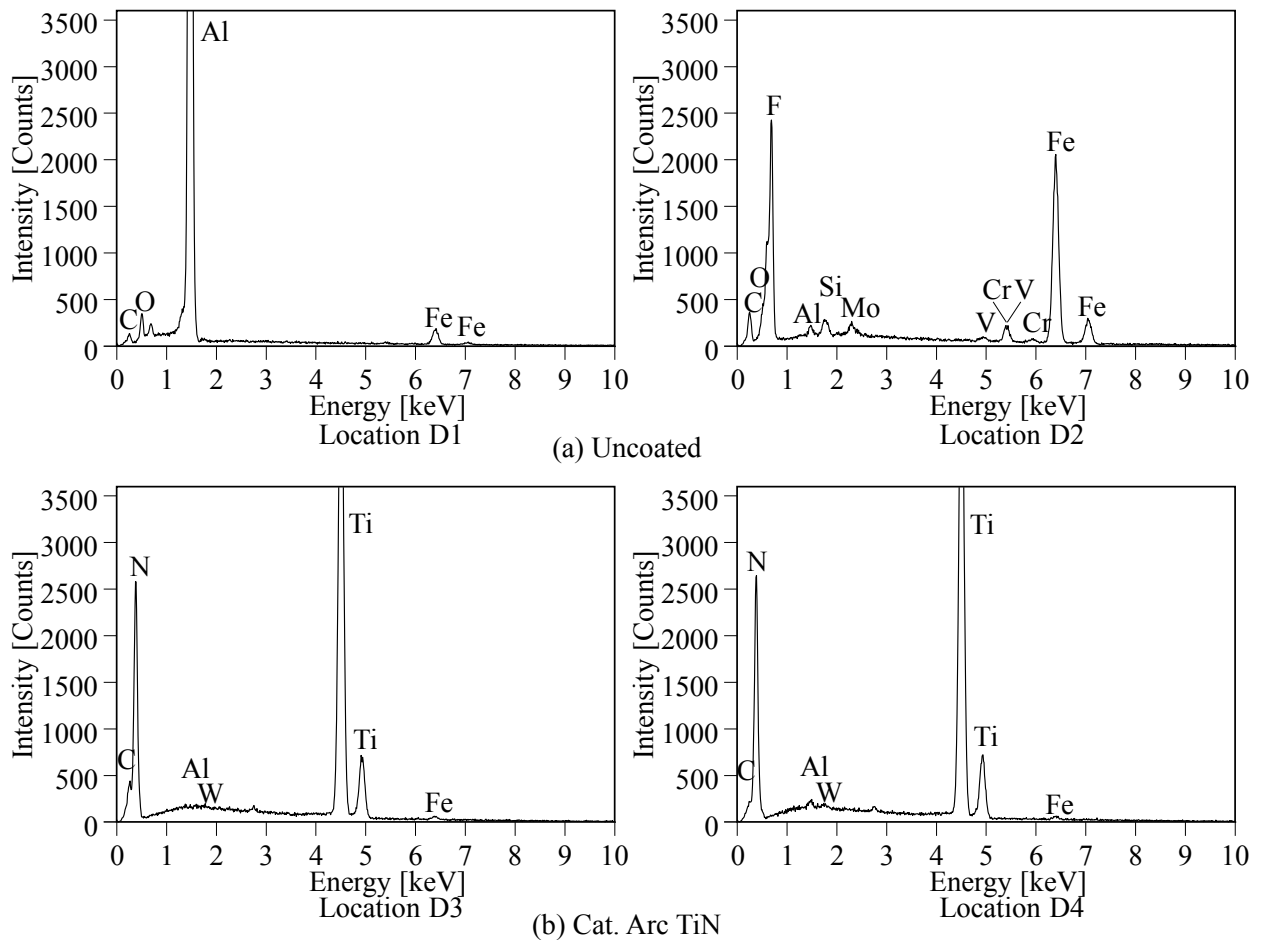 Intensity [Counts]
3500
3000
2500
2000
1500
1000
500
0
Al
C
O
Fe
Fe
0 1 2 3 4 5 6 7 8 9 10
Energy [keV]
Location D1
Intensity [Counts]
3500
3000
2500
2000
1500
1000
500
0
F
Fe
O
C
Al
Si
Mo
V
Cr V
Cr
Fe
0 1 2 3 4 5 6 7 8 9 10
Energy [keV]
Location D2
(a) Uncoated
Intensity [Counts]
3500
3000
2500
2000
1500
1000
500
0
Ti
N
C
Al
W
Ti
Fe
0 1 2 3 4 5 6 7 8 9 10
Energy [keV]
Location D3
Intensity [Counts]
3500
3000
2500
2000
1500
1000
500
0
Ti
N
C
Al
W
Ti
Fe
0 1 2 3 4 5 6 7 8 9 10
Energy [keV]
Location D4
(b) Cat. Arc TiN